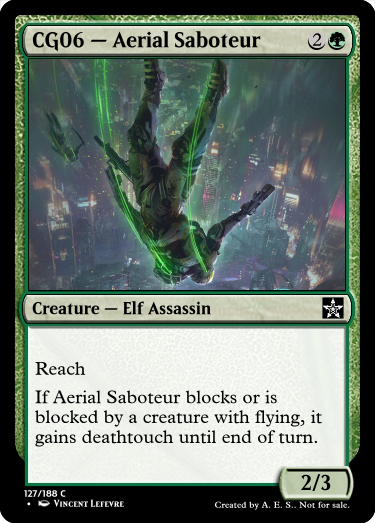 CG06 — Aerial Saboteur 2
Creature — Elf Assassin
Reach
If Aerial Saboteur blocks or is
blocked by a creature with flying, it
gains deathtouch until end of turn.
2/3
127/188 C
• Vincent Lefevre
Created by A. E. S.. Not for sale.